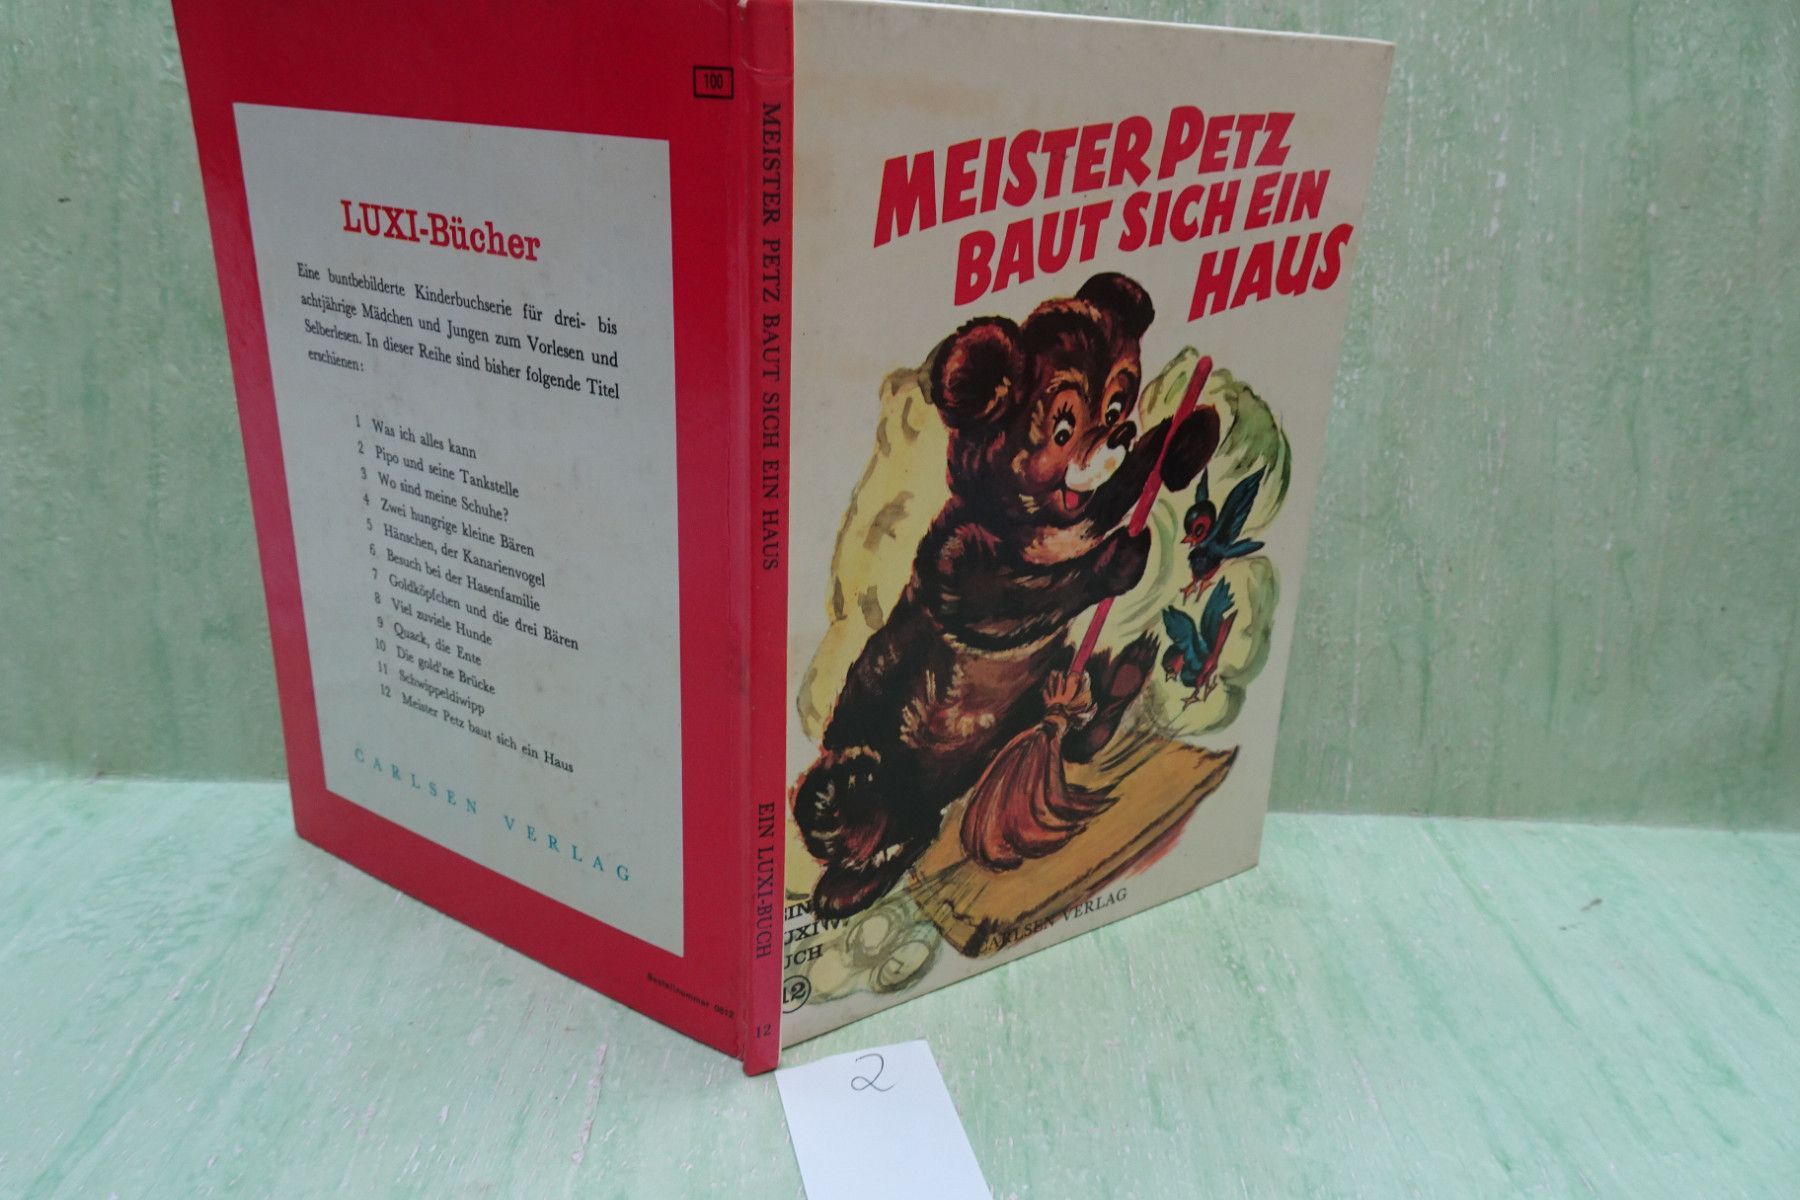 100
LUXI-Bücher
Eine buntbebilderte Kinderbuchserie für drei- bis
achtjährige Mädchen und Jungen zum Vorlesen und
Selberlesen. In dieser Reihe sind bisher folgende Titel
erschienen:
1 Was ich alles kann
2 Pipo und seine Tankstelle
3 Wo sind meine Schuhe?
4 Zwei hungrige kleine Bären
5 Hänschen, der Kanarienvogel
6 Besuch bei der Hasenfamilie
7 Goldköpfchen und die drei Bären
8 Viel zuviele Hunde
9 Quack, die Ente
10 Die gold'ne Brücke
11 Schwippeldiwipp
12 Meister Petz baut sich ein Haus
CARLSEN VERLAG
Bestellnummer 0812
MEISTER PETZ BAUT SICH EIN HAUS
EIN LUXI-BUCH
12
MEISTER PETZ
BAUT SICH EIN
HAUS
EIN
UXI
UCH
12
CARLSEN VERLAG
2